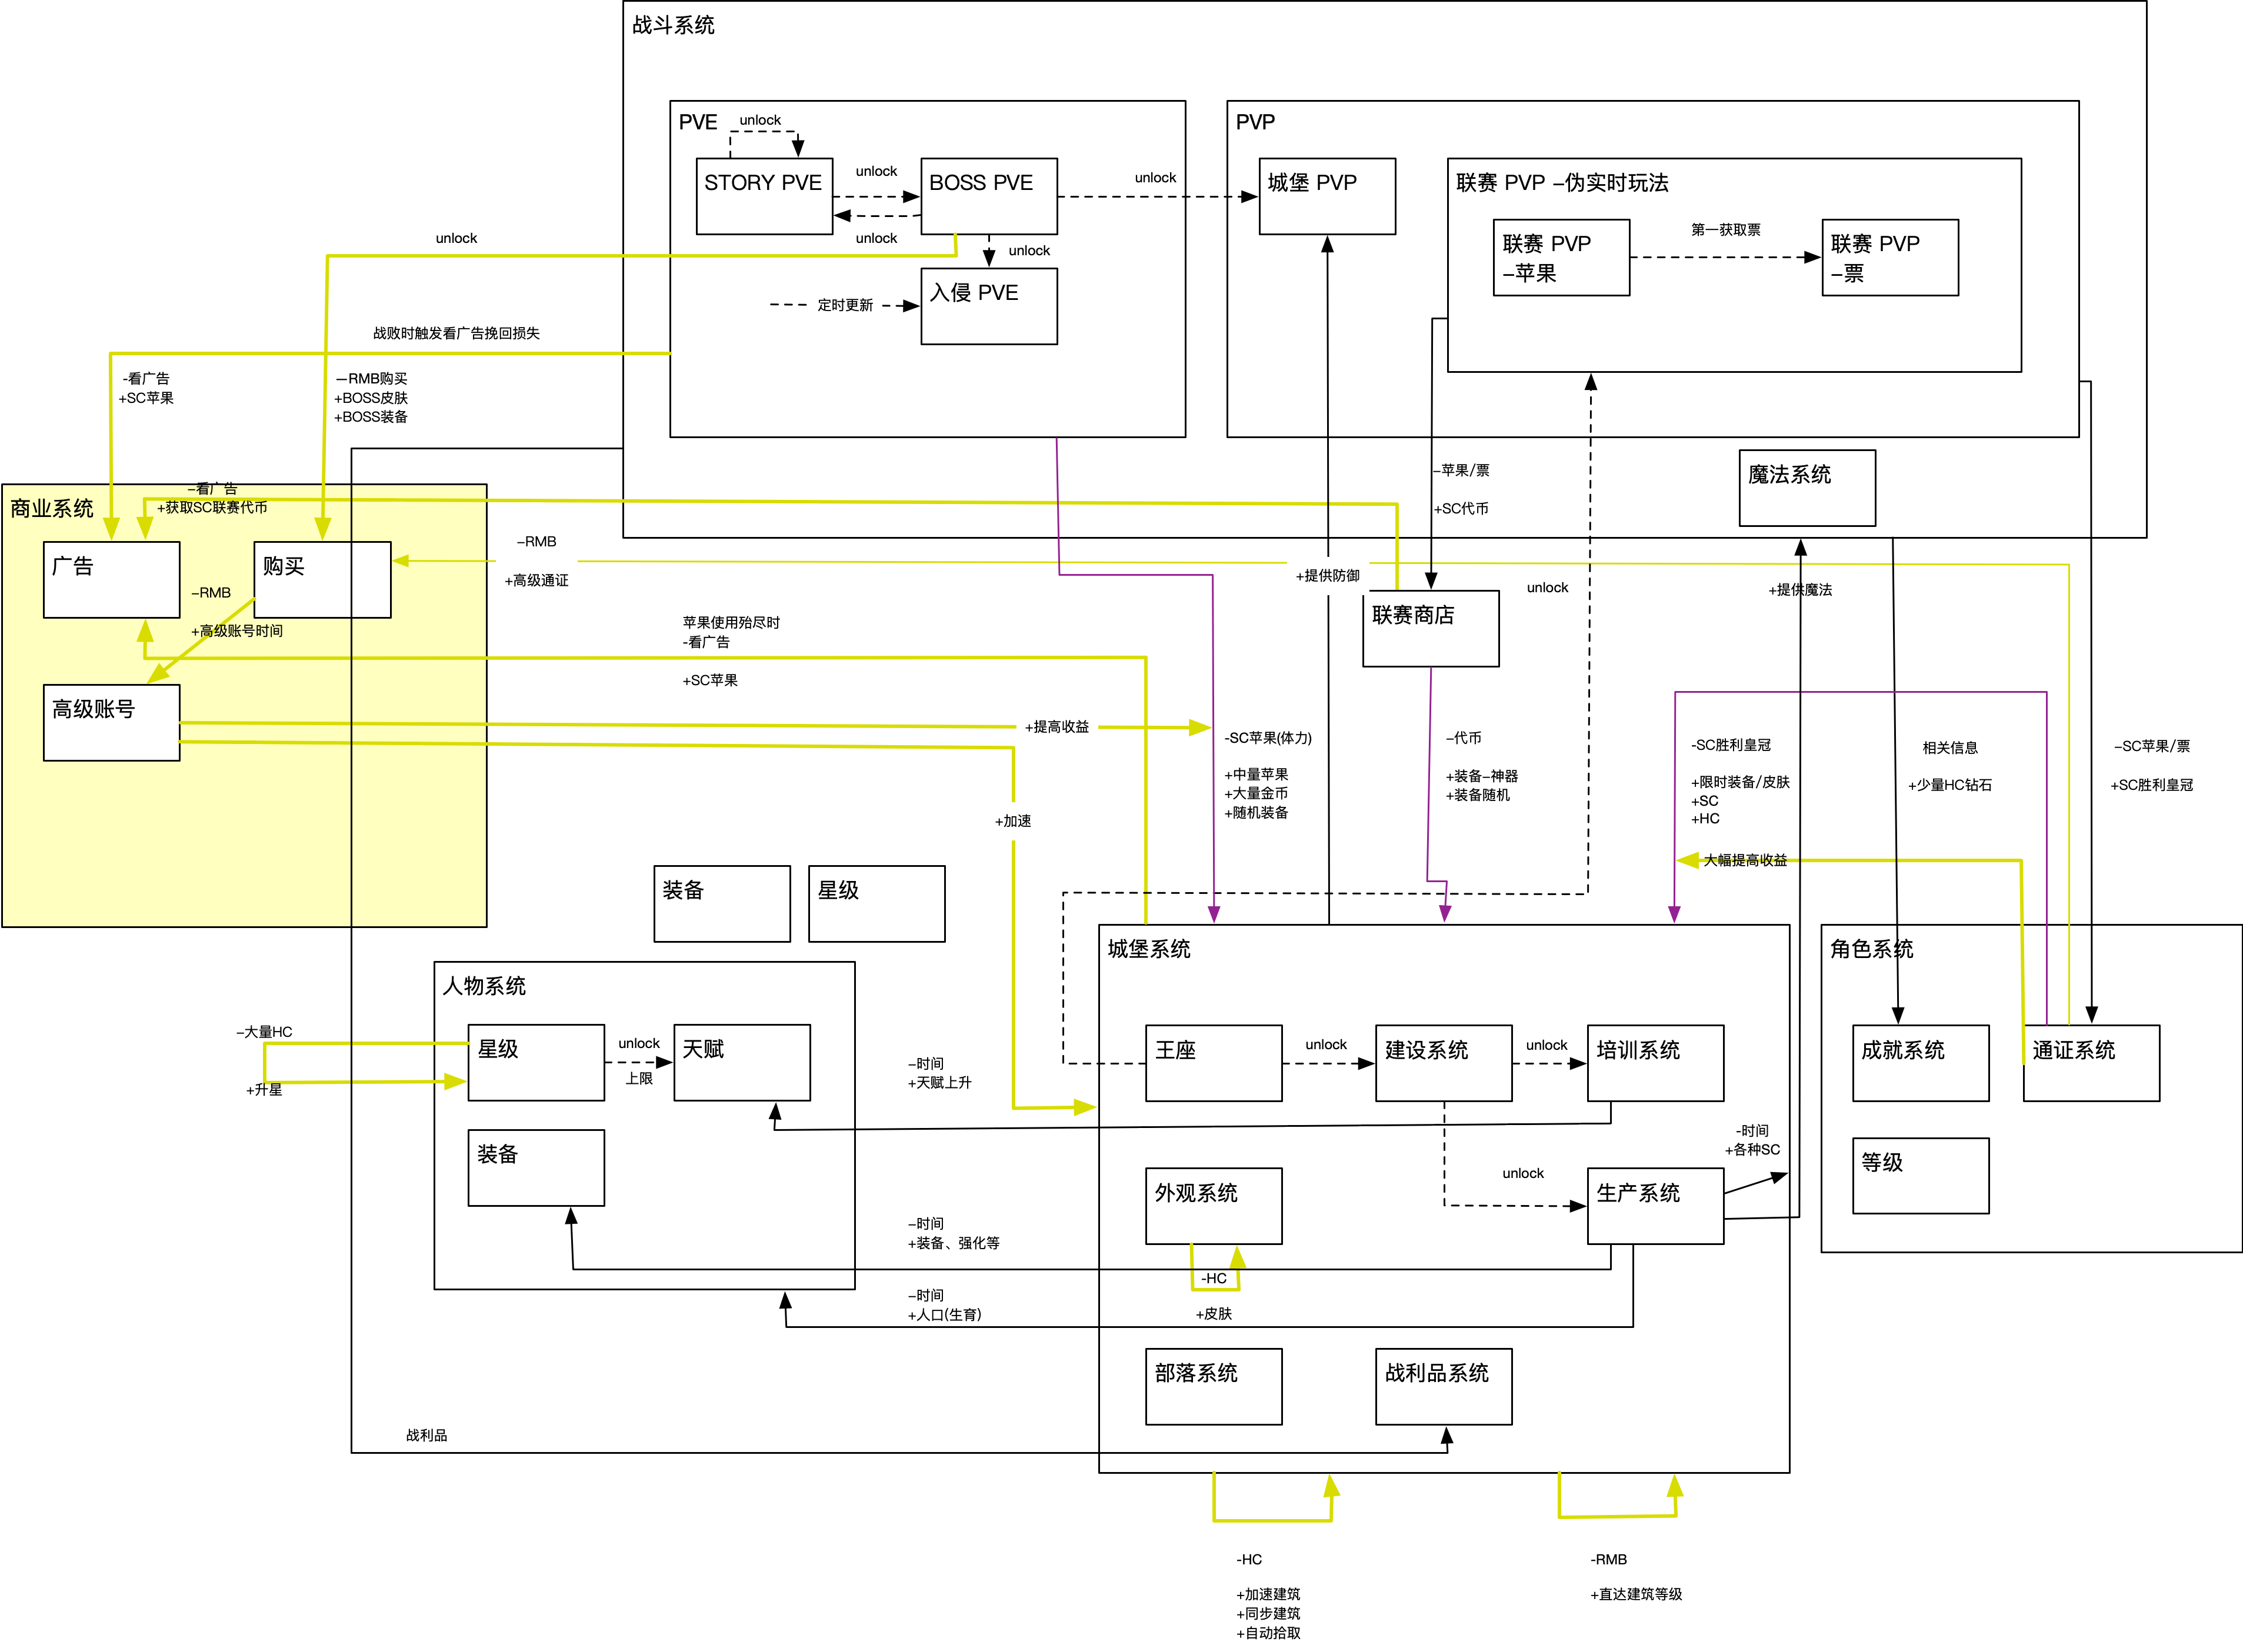 战斗系统
PVE
unlock
STORY PVE
unlock
BOSS PVE
unlock
unlock
unlock
unlock
入侵 PVE
定时更新
PVP
城堡 PVP
联赛 PVP –伪实时玩法
联赛 PVP
–苹果
第一获取票
联赛 PVP
–票
战败时触发看广告挽回损失
-看广告
+SC苹果
—RMB购买
+BOSS皮肤
+BOSS装备
–苹果/票
+SC代币
魔法系统
商业系统
–看广告
+获取SC联赛代币
广告
购买
–RMB
+高级账号时间
高级账号
–RMB
+高级通证
+提供防御
联赛商店
unlock
+提供魔法
苹果使用殆尽时
-看广告
+SC苹果
+提高收益
+加速
-SC苹果(体力)
+中量苹果
+大量金币
+随机装备
–代币
+装备–神器
+装备随机
-SC胜利皇冠
+限时装备/皮肤
+SC
+HC
大幅提高收益
相关信息
+少量HC钻石
–SC苹果/票
+SC胜利皇冠
装备
星级
人物系统
–大量HC
+升星
星级
unlock
上限
天赋
装备
–时间
+天赋上升
–时间
+装备、强化等
–时间
+人口(生育)
城堡系统
王座
unlock
建设系统
unlock
培训系统
外观系统
unlock
生产系统
-时间
+各种SC
-HC
+皮肤
部落系统
战利品系统
战利品
角色系统
成就系统
通证系统
等级
-HC
+加速建筑
+同步建筑
+自动拾取
-RMB
+直达建筑等级